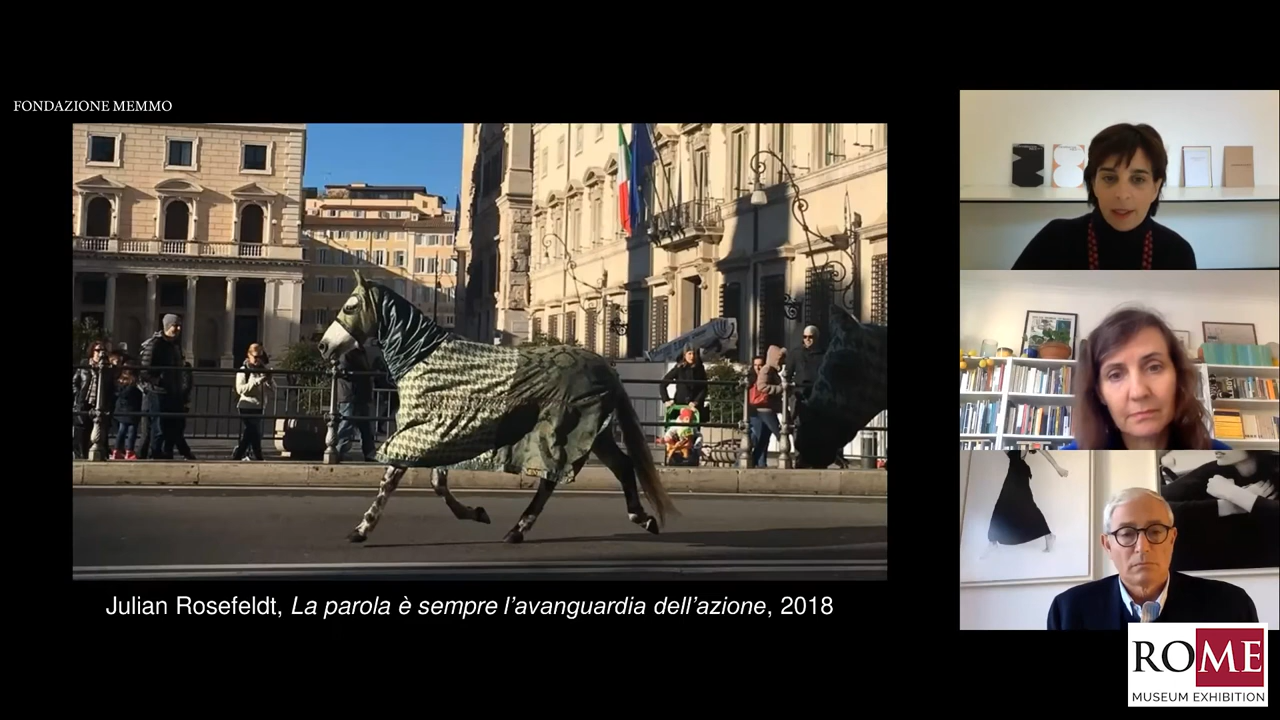 FONDAZIONE MEMMO
Julian Rosefeldt, La parola è sempre l’avanguardia dell’azione, 2018
ROME
MUSEUM EXHIBITION